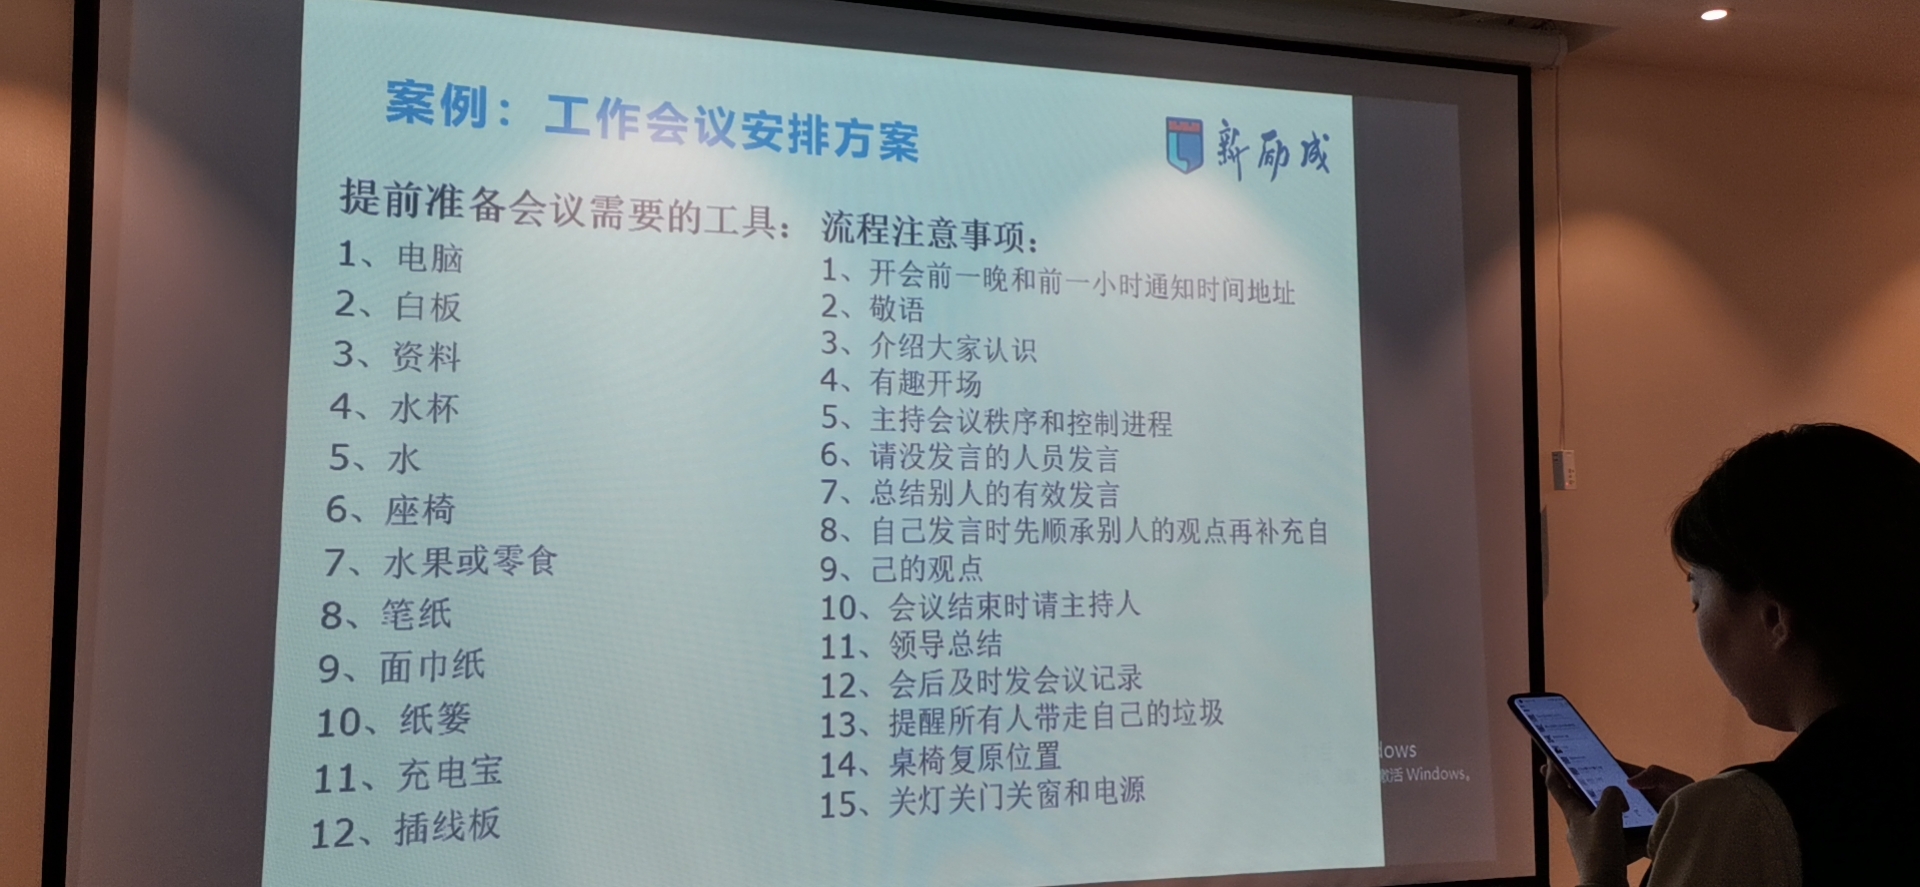 案例：工作会议安排方案
新励成
提前准备会议需要的工具：
1、电脑
2、白板
3、资料
4、水杯
5、水
6、座椅
7、水果或零食
8、笔纸
9、面巾纸
10、纸篓
11、充电宝
12、插线板
流程注意事项：
1、开会前一晚和前一小时通知时间地址
2、敬语
3、介绍大家认识
4、有趣开场
5、主持会议秩序和控制进程
6、请没发言的人员发言
7、总结别人的有效发言
8、自己发言时先顺承别人的观点再补充自
9、己的观点
10、会议结束时请主持人
11、领导总结
12、会后及时发会议记录
13、提醒所有人带走自己的垃圾
14、桌椅复原位置
15、关灯关门关窗和电源
dows
激活 Windows。